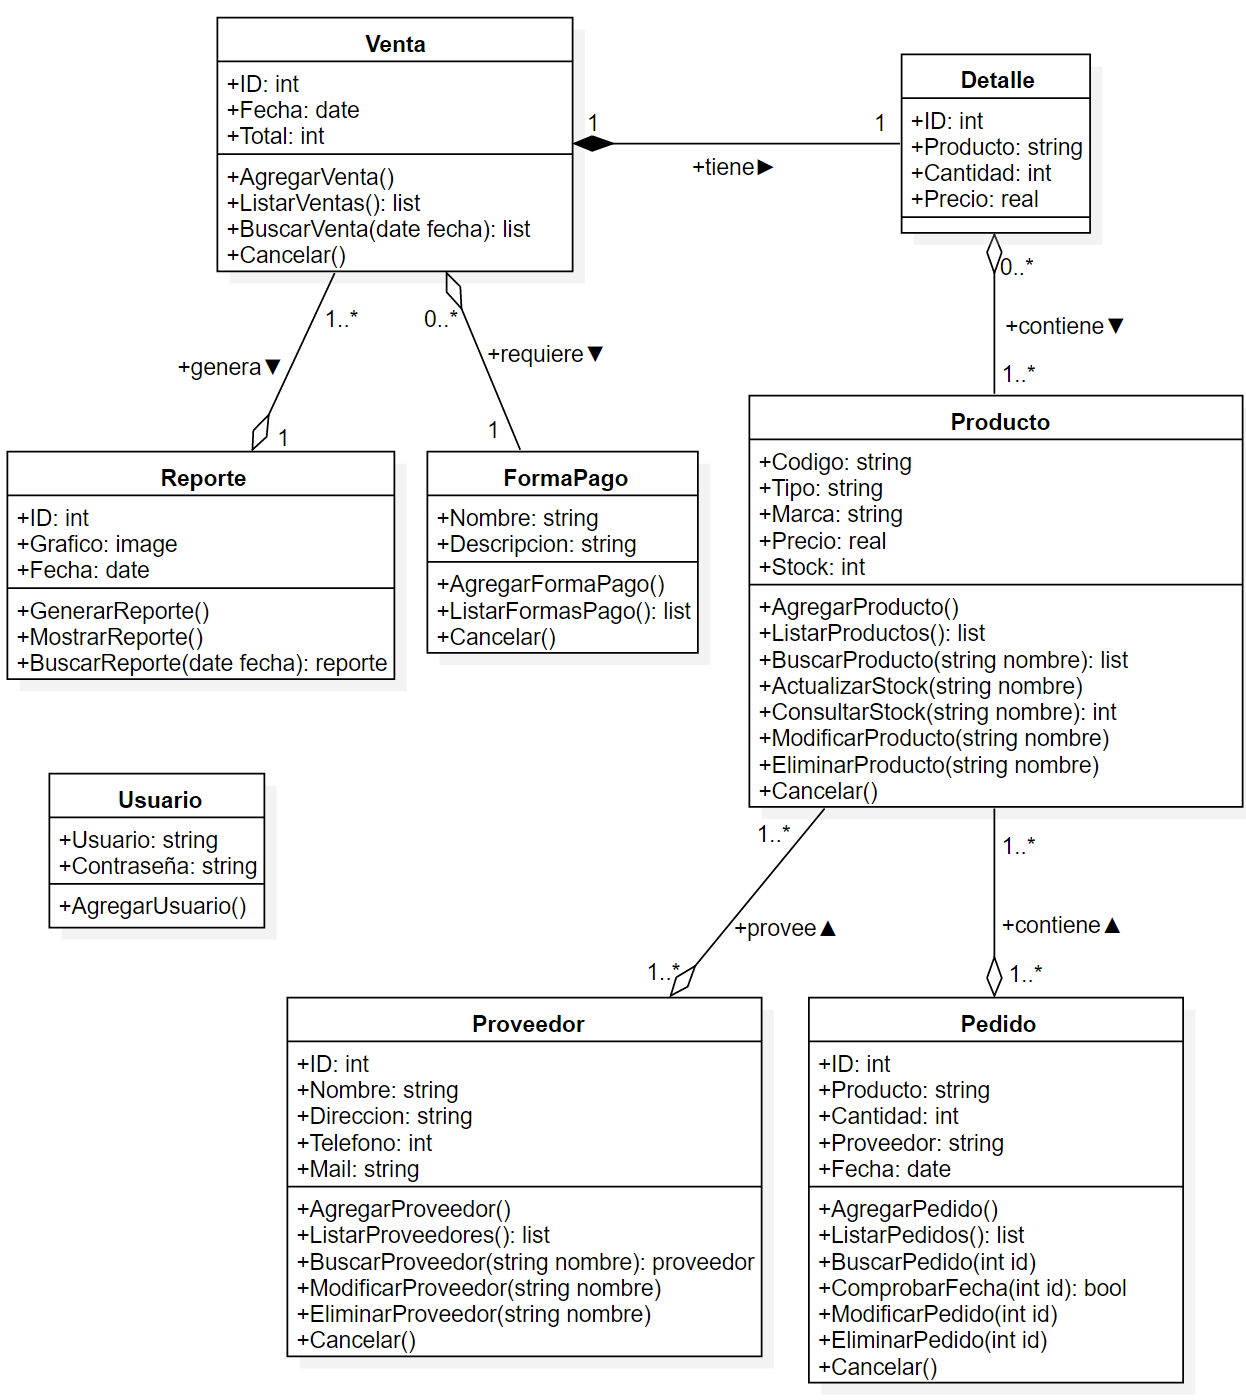 Venta
+ID: int
+Fecha: date
+Total: int
+AgregarVenta()
+ListarVentas(): list
+BuscarVenta(date fecha): list
+Cancelar()
1
1
+tiene►
Detalle
+ID: int
+Producto: string
+Cantidad: int
+Precio: real
1..*
+genera▼
1
0..*
+requiere▼
1
0..*
+contiene▼
1..*
Reporte
+ID: int
+Grafico: image
+Fecha: date
+GenerarReporte()
+MostrarReporte()
+BuscarReporte(date fecha): reporte
FormaPago
+Nombre: string
+Descripcion: string
+AgregarFormaPago()
+ListarFormasPago(): list
+Cancelar()
Producto
+Codigo: string
+Tipo: string
+Marca: string
+Precio: real
+Stock: int
+AgregarProducto()
+ListarProductos(): list
+BuscarProducto(string nombre): list
+ActualizarStock(string nombre)
+ConsultarStock(string nombre): int
+ModificarProducto(string nombre)
+EliminarProducto(string nombre)
+Cancelar()
Usuario
+Usuario: string
+Contraseña: string
+AgregarUsuario()
1..*
+provee▲
1..*
1..*
+contiene▲
1..*
Proveedor
+ID: int
+Nombre: string
+Direccion: string
+Telefono: int
+Mail: string
+AgregarProveedor()
+ListarProveedores(): list
+BuscarProveedor(string nombre): proveedor
+ModificarProveedor(string nombre)
+EliminarProveedor(string nombre)
+Cancelar()
Pedido
+ID: int
+Producto: string
+Cantidad: int
+Proveedor: string
+Fecha: date
+AgregarPedido()
+ListarPedidos(): list
+BuscarPedido(int id)
+ComprobarFecha(int id): bool
+ModificarPedido(int id)
+EliminarPedido(int id)
+Cancelar()